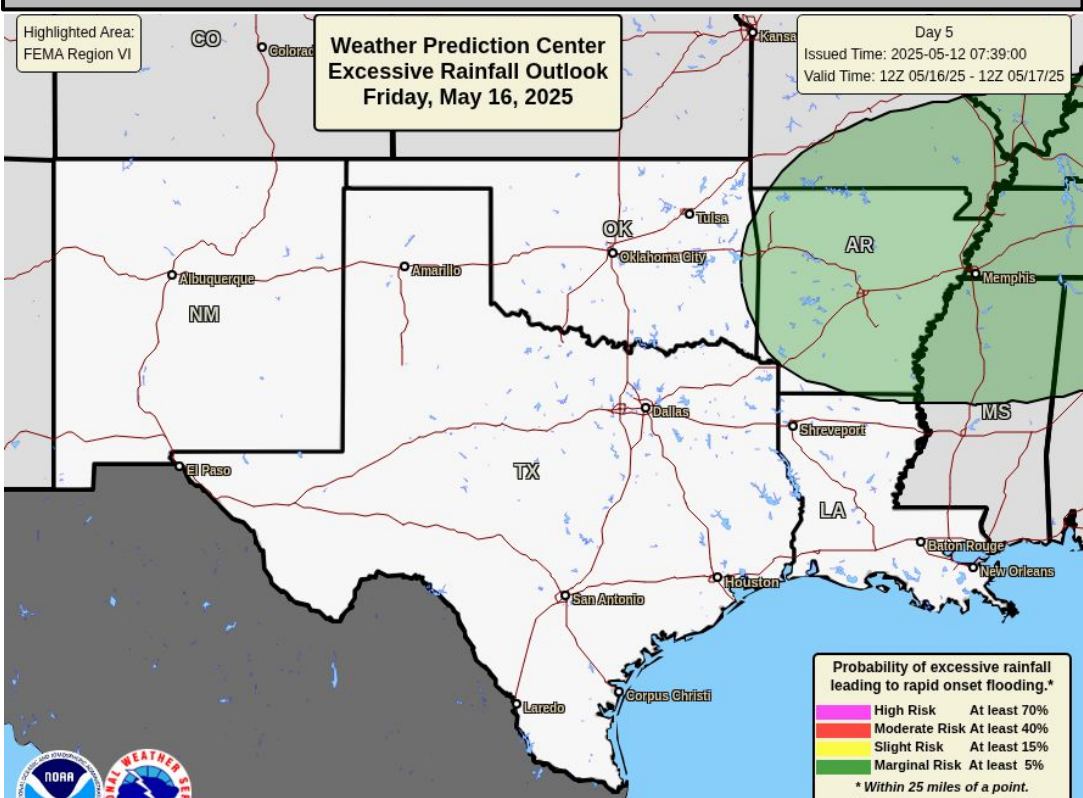 Highlighted Area:
FEMA Region VI
Weather Prediction Center
Excessive Rainfall Outlook
Friday, May 16, 2025
Day 5
Issued Time: 2025-05-12 07:39:00
Valid Time: 12Z 05/16/25 - 12Z 05/17/25
CO
Colorad
Kansa
Tulsa
OK
Oklahoma City
AR
Memphis
Albuquerque
Amarillo
NM
Dallas
MS
Shreveport
El Paso
TX
LA
Baton Rouge
New Orleans
Houston
San Antonio
Corpus Christi
Laredo
Probability of excessive rainfall
leading to rapid onset flooding.*
High Risk At least 70%
Moderate Risk At least 40%
Slight Risk At least 15%
Marginal Risk At least 5%
* Within 25 miles of a point.
NOAA
NAL WEATHER SE